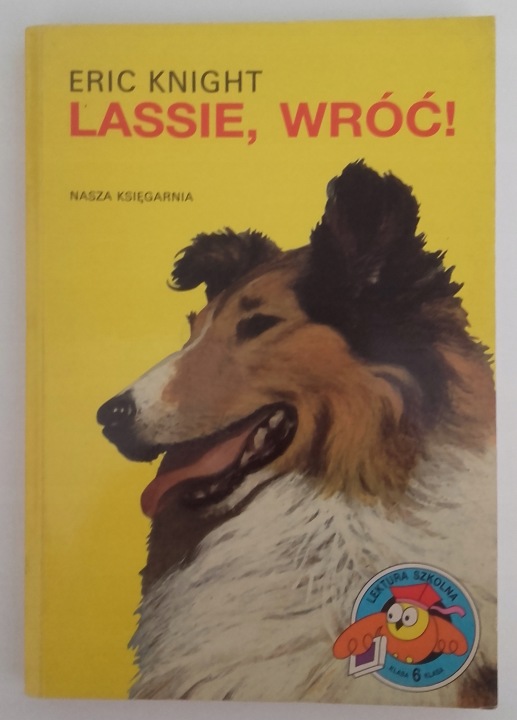 ERIC KNIGHT
LASSIE, WRÓĆ!
NASZA KSIĘGARNIA
LEKTURA SZKOLNA
KLASA 6 KLASA